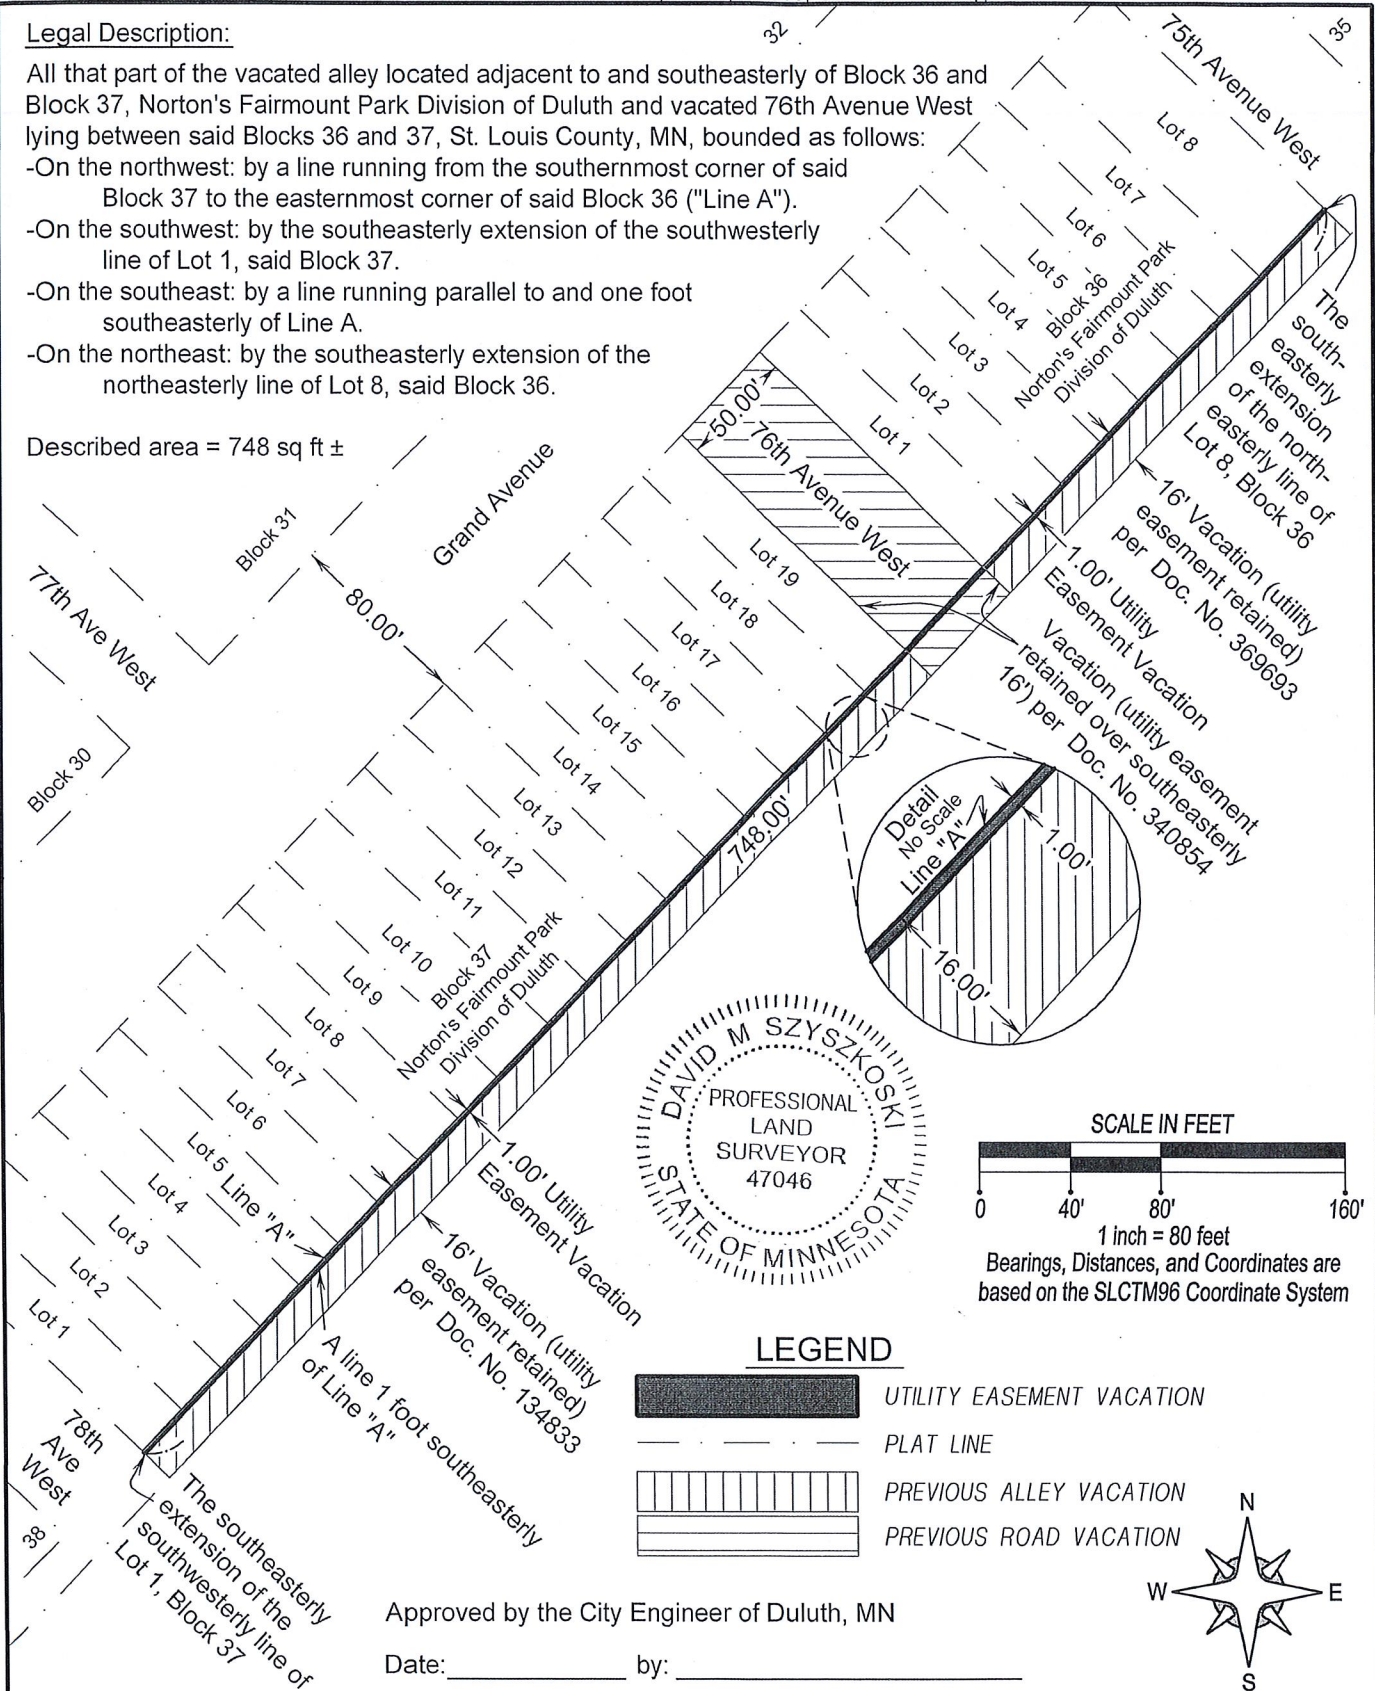 Legal Description:
All that part of the vacated alley located adjacent to and southeasterly of Block 36 and
Block 37, Norton's Fairmount Park Division of Duluth and vacated 76th Avenue West
lying between said Blocks 36 and 37, St. Louis County, MN, bounded as follows:
-On the northwest: by a line running from the southernmost corner of said
Block 37 to the easternmost corner of said Block 36 ("Line A").
-On the southwest: by the southeasterly extension of the southwesterly
line of Lot 1, said Block 37.
-On the southeast: by a line running parallel to and one foot
southeasterly of Line A.
-On the northeast: by the southeasterly extension of the
northeasterly line of Lot 8, said Block 36.
Described area = 748 sq ft ±
32
35
75th Avenue West
Lot 8
Lot 7
Lot 6
Lot 5
Lot 4
Lot 3
Lot 2
Lot 1
Block 36
Norton's Fairmount Park
Division of Duluth
The
south-
easterly
extension
of the north-
easterly line of
Lot 8, Block 36
50.00'
76th Avenue West
16' Vacation (utility
easement retained)
per Doc. No. 369693
1.00' Utility
Easement Vacation
Vacation (utility easement
retained over southeasterly
16') per Doc. No. 340854
Grand Avenue
Block 31
80.00'
77th Ave West
Block 30
Lot 19
Lot 18
Lot 17
Lot 16
Lot 15
Lot 14
Lot 13
Lot 12
Lot 11
Lot 10
Lot 9
Lot 8
Lot 7
Lot 6
Lot 5
Lot 4
Lot 3
Lot 2
Lot 1
Block 37
Norton's Fairmount Park
Division of Duluth
748.00'
Detail
No Scale
Line "A"
1.00'
16.00'
Line "A"
1.00' Utility
Easement Vacation
16' Vacation (utility
easement retained)
per Doc. No. 134833
A line 1 foot southeasterly
of Line "A"
78th
Ave
West
38
The southeasterly
extension of the
southwesterly line of
Lot 1, Block 37
DAVID M SZYSZKOSKI
PROFESSIONAL
LAND
SURVEYOR
47046
STATE OF MINNESOTA
SCALE IN FEET
0 40' 80' 160'
1 inch = 80 feet
Bearings, Distances, and Coordinates are
based on the SLCTM96 Coordinate System
LEGEND
UTILITY EASEMENT VACATION
PLAT LINE
PREVIOUS ALLEY VACATION
PREVIOUS ROAD VACATION
N
W E
S
Approved by the City Engineer of Duluth, MN
Date: by: